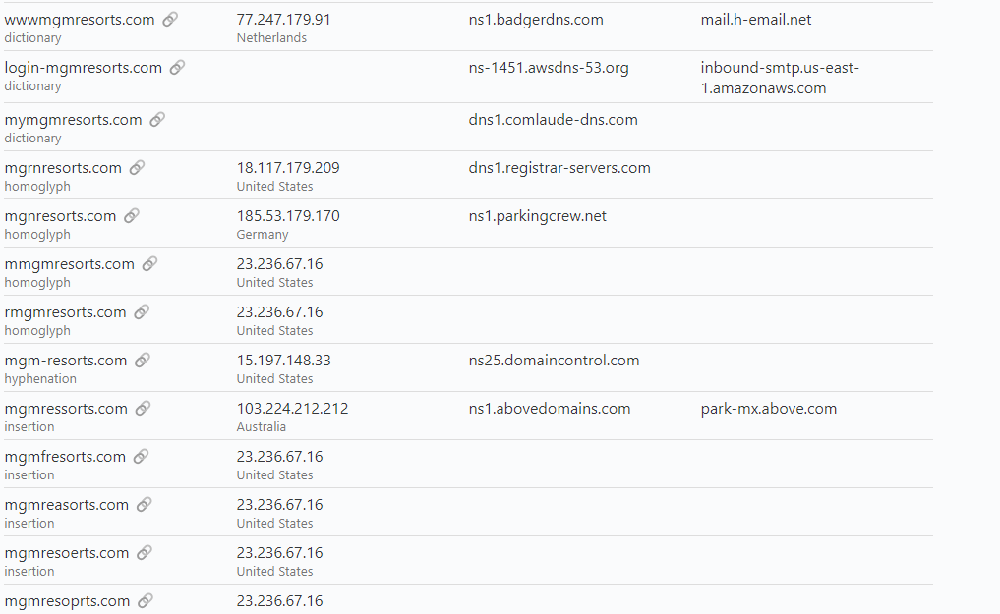 wwwmgmresorts.com 77.247.179.91 ns1.badgerdns.com mail.h-email.net
dictionary Netherlands
login-mgmresorts.com ns-1451.awsdns-53.org inbound-smtp.us-east-
dictionary 1.amazonaws.com
mymgmresorts.com dns1.comlaude-dns.com
dictionary
mgrnresorts.com 18.117.179.209 dns1.registrar-servers.com
homoglyph United States
mgnresorts.com 185.53.179.170 ns1.parkingcrew.net
homoglyph Germany
mmgmresorts.com 23.236.67.16
homoglyph United States
rmgmresorts.com 23.236.67.16
homoglyph United States
mgm-resorts.com 15.197.148.33 ns25.domaincontrol.com
hyphenation United States
mgmressorts.com 103.224.212.212 ns1.abovedomains.com park-mx.above.com
insertion Australia
mgmfresorts.com 23.236.67.16
insertion United States
mgmreasorts.com 23.236.67.16
insertion United States
mgmresoerts.com 23.236.67.16
insertion United States
mgmresoprts.com 23.236.67.16